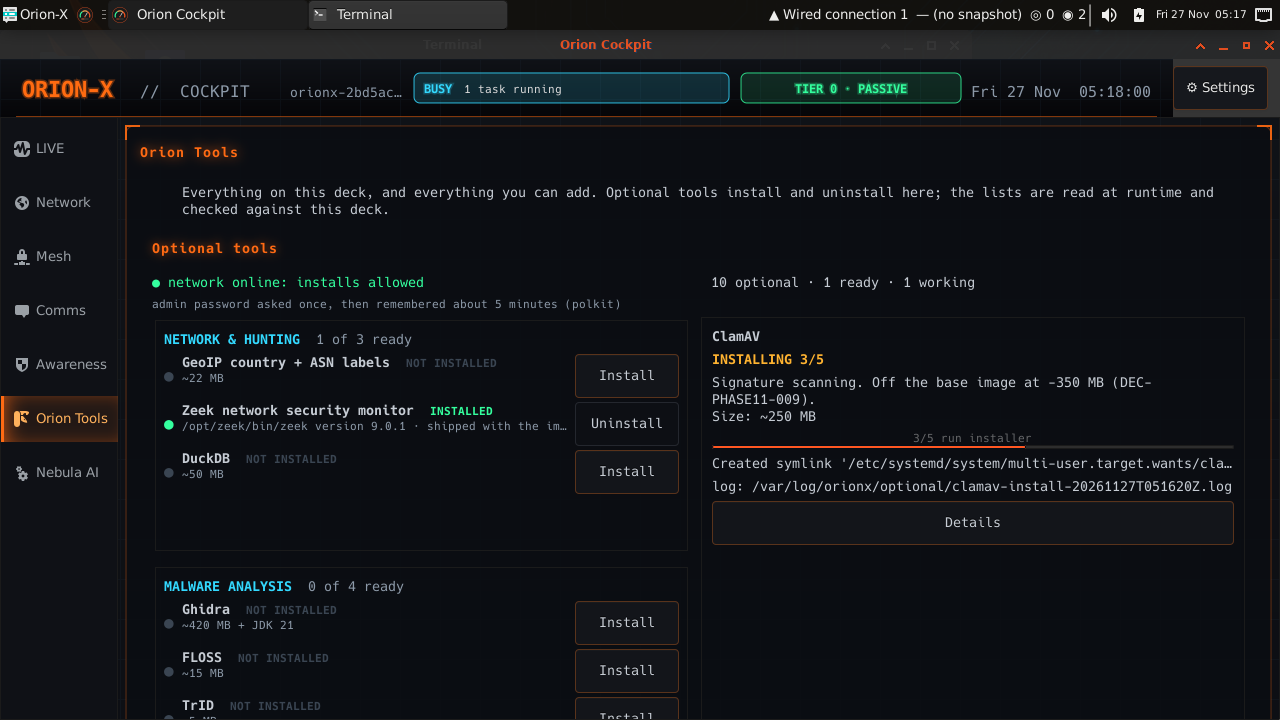 Orion-X Orion Cockpit Terminal ▲ Wired connection 1 — (no snapshot) ◎ 0 ◉ 2 Fri 27 Nov 05:17
Terminal Orion Cockpit
ORION-X // COCKPIT orionx-2bd5ac… BUSY 1 task running TIER 0 · PASSIVE Fri 27 Nov 05:18:00 ⚙ Settings
LIVE
Network
Mesh
Comms
Awareness
Orion Tools
Nebula AI
Orion Tools
Everything on this deck, and everything you can add. Optional tools install and uninstall here; the lists are read at runtime and
checked against this deck.
Optional tools
● network online: installs allowed
admin password asked once, then remembered about 5 minutes (polkit)
NETWORK & HUNTING 1 of 3 ready
GeoIP country + ASN labels NOT INSTALLED
~22 MB
Install
Zeek network security monitor INSTALLED
/opt/zeek/bin/zeek version 9.0.1 · shipped with the im…
Uninstall
DuckDB NOT INSTALLED
~50 MB
Install
MALWARE ANALYSIS 0 of 4 ready
Ghidra NOT INSTALLED
~420 MB + JDK 21
Install
FLOSS NOT INSTALLED
~15 MB
Install
TrID NOT INSTALLED
Install
10 optional · 1 ready · 1 working
ClamAV
INSTALLING 3/5
Signature scanning. Off the base image at -350 MB (DEC-
PHASE11-009).
Size: ~250 MB
3/5 run installer
Created symlink '/etc/systemd/system/multi-user.target.wants/cla…
log: /var/log/orionx/optional/clamav-install-20261127T051620Z.log
Details